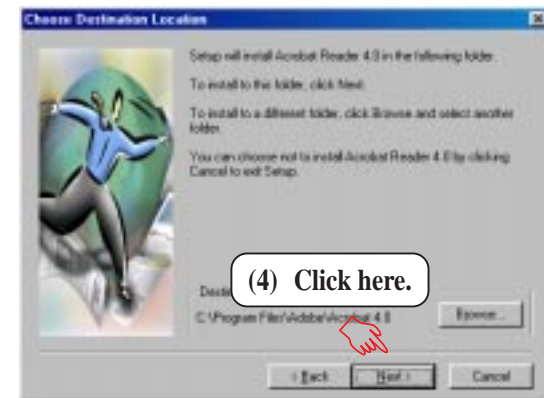 Choose Destination Location
Setup will install Acrobat Reader 4.0 in the following folder.
To install to this folder, click Next.
To install to a different folder, click Browse and select another
folder.
You can choose not to install Acrobat Reader 4.0 by clicking
Cancel to exit Setup.
(4) Click here.
C:\Program Files\Adobe\Acrobat 4.0
Browse...
< Back
Next >
Cancel